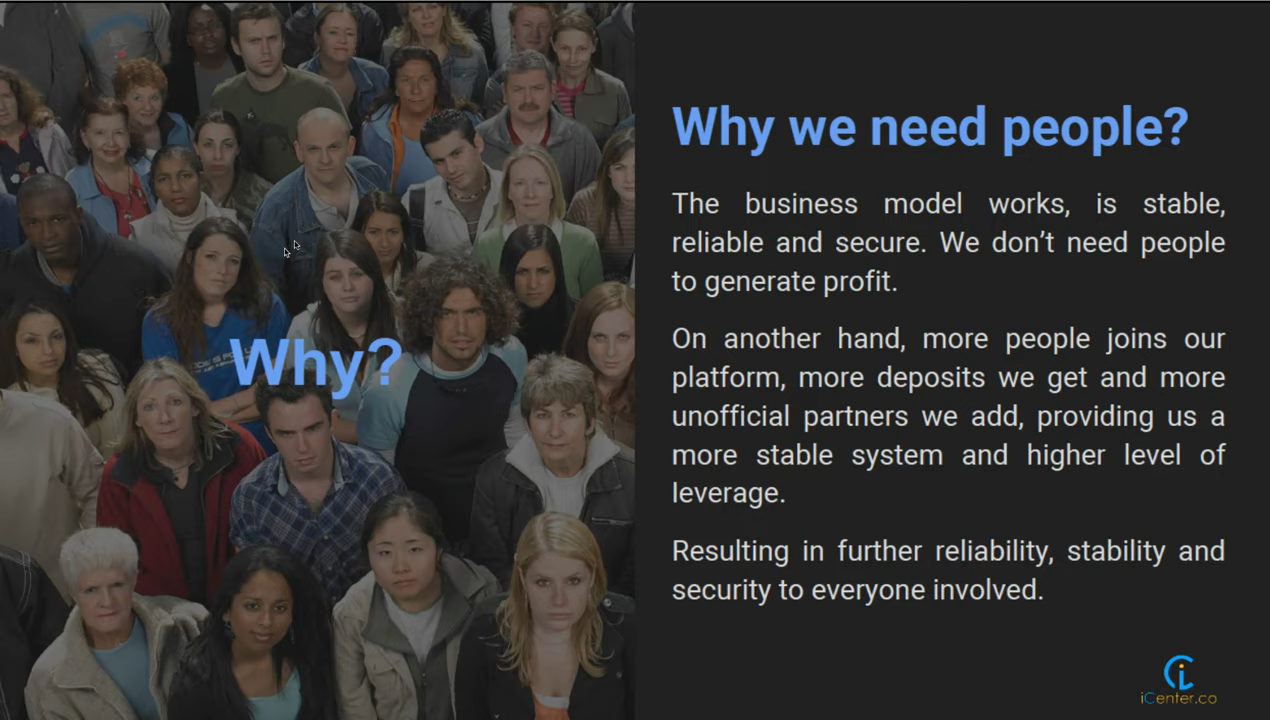 Why?
Why we need people?
The business model works, is stable,
reliable and secure. We don’t need people
to generate profit.
On another hand, more people joins our
platform, more deposits we get and more
unofficial partners we add, providing us a
more stable system and higher level of
leverage.
Resulting in further reliability, stability and
security to everyone involved.
iCenter.co